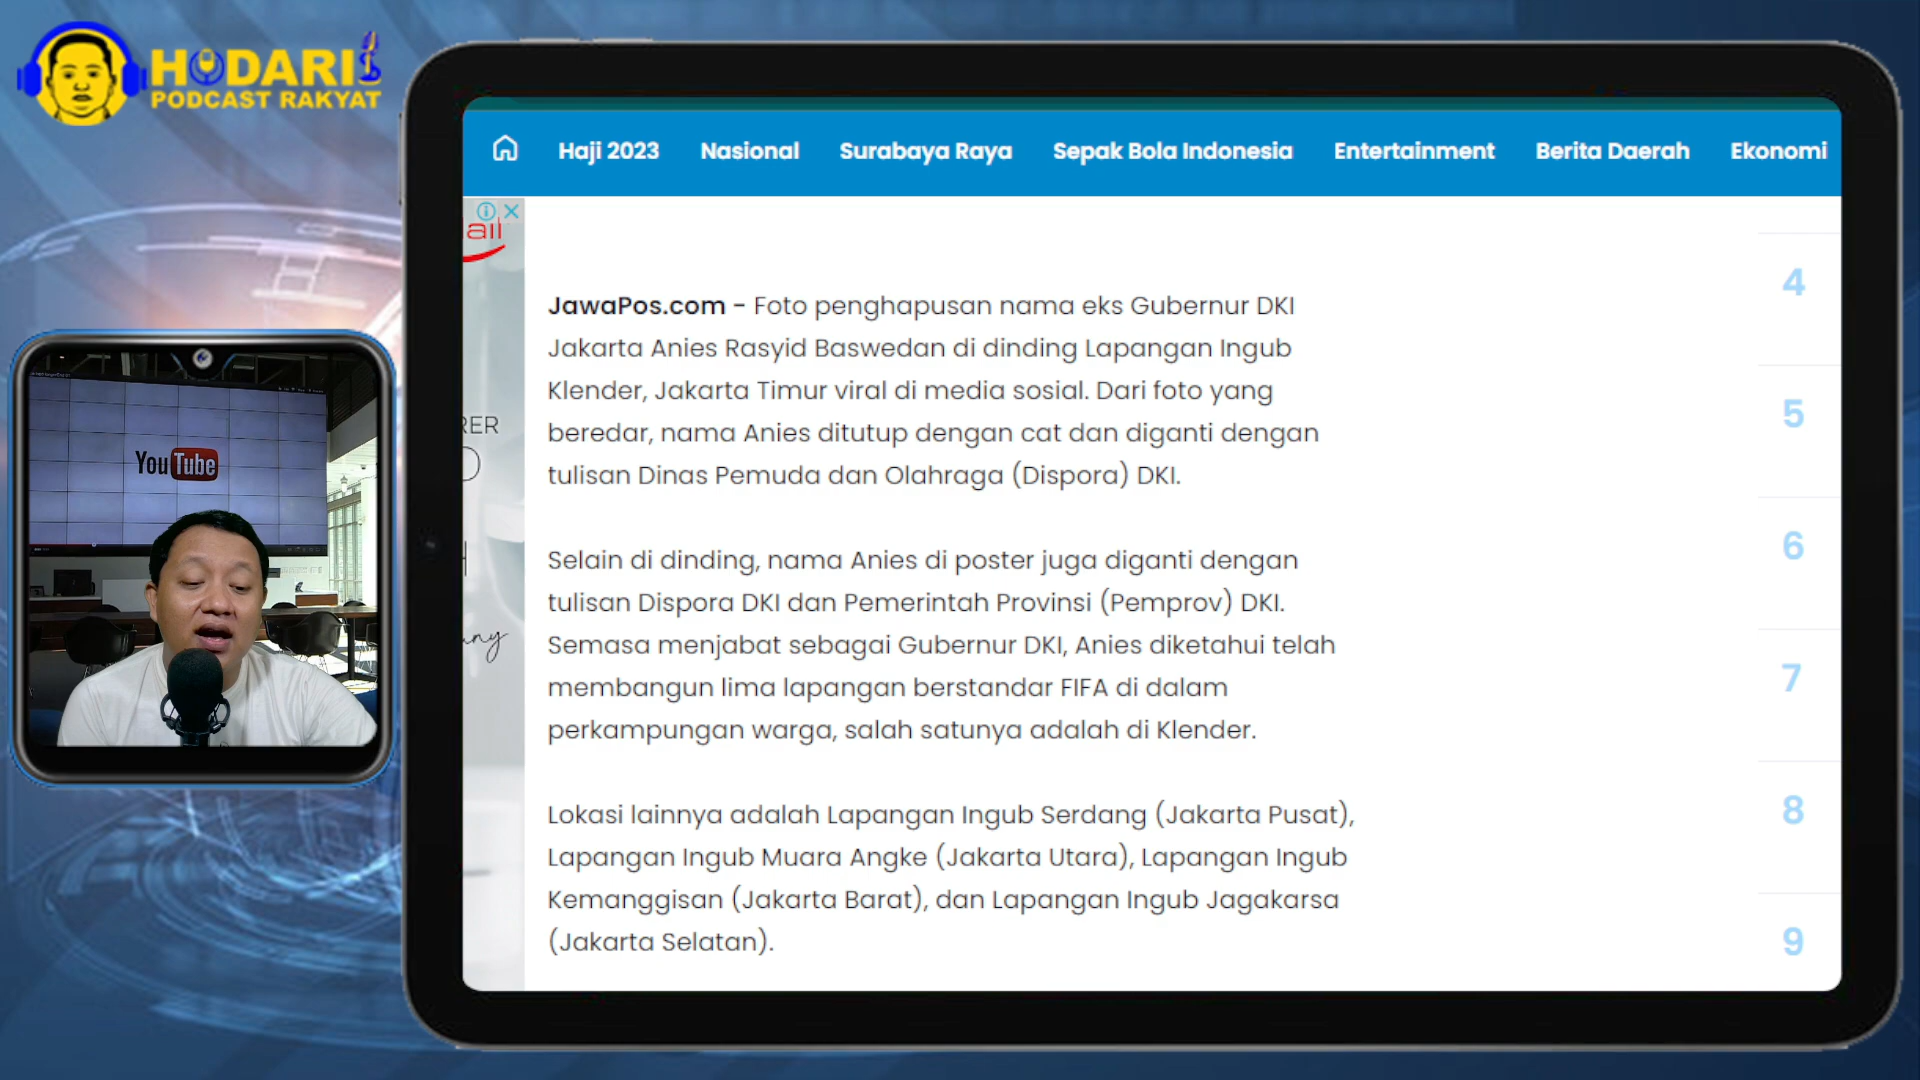 HODARI
PODCAST RAKYAT
Haji 2023 Nasional Surabaya Raya Sepak Bola Indonesia Entertainment Berita Daerah Ekonomi
ail
RER
YouTube
JawaPos.com - Foto penghapusan nama eks Gubernur DKI
Jakarta Anies Rasyid Baswedan di dinding Lapangan Ingub
Klender, Jakarta Timur viral di media sosial. Dari foto yang
beredar, nama Anies ditutup dengan cat dan diganti dengan
tulisan Dinas Pemuda dan Olahraga (Dispora) DKI.
Selain di dinding, nama Anies di poster juga diganti dengan
tulisan Dispora DKI dan Pemerintah Provinsi (Pemprov) DKI.
Semasa menjabat sebagai Gubernur DKI, Anies diketahui telah
membangun lima lapangan berstandar FIFA di dalam
perkampungan warga, salah satunya adalah di Klender.
Lokasi lainnya adalah Lapangan Ingub Serdang (Jakarta Pusat),
Lapangan Ingub Muara Angke (Jakarta Utara), Lapangan Ingub
Kemanggisan (Jakarta Barat), dan Lapangan Ingub Jagakarsa
(Jakarta Selatan).
4
5
6
7
8
9